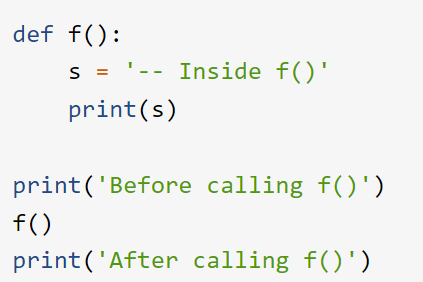 def f():
    s = '-- Inside f()'
    print(s)

print('Before calling f()')
f()
print('After calling f()')